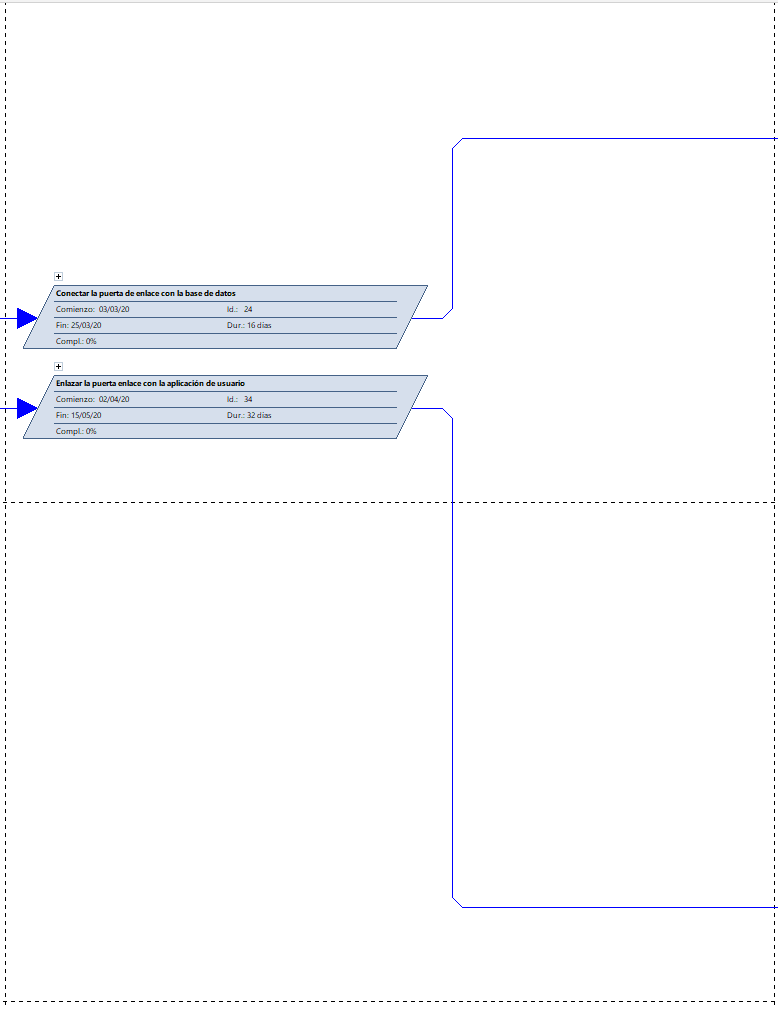 Conectar la puerta de enlace con la base de datos
Comienzo: 03/03/20 Id.: 24
Fin: 25/03/20 Dur.: 16 días
Compl.: 0%
Enlazar la puerta enlace con la aplicación de usuario
Comienzo: 02/04/20 Id.: 34
Fin: 15/05/20 Dur.: 32 días
Compl.: 0%